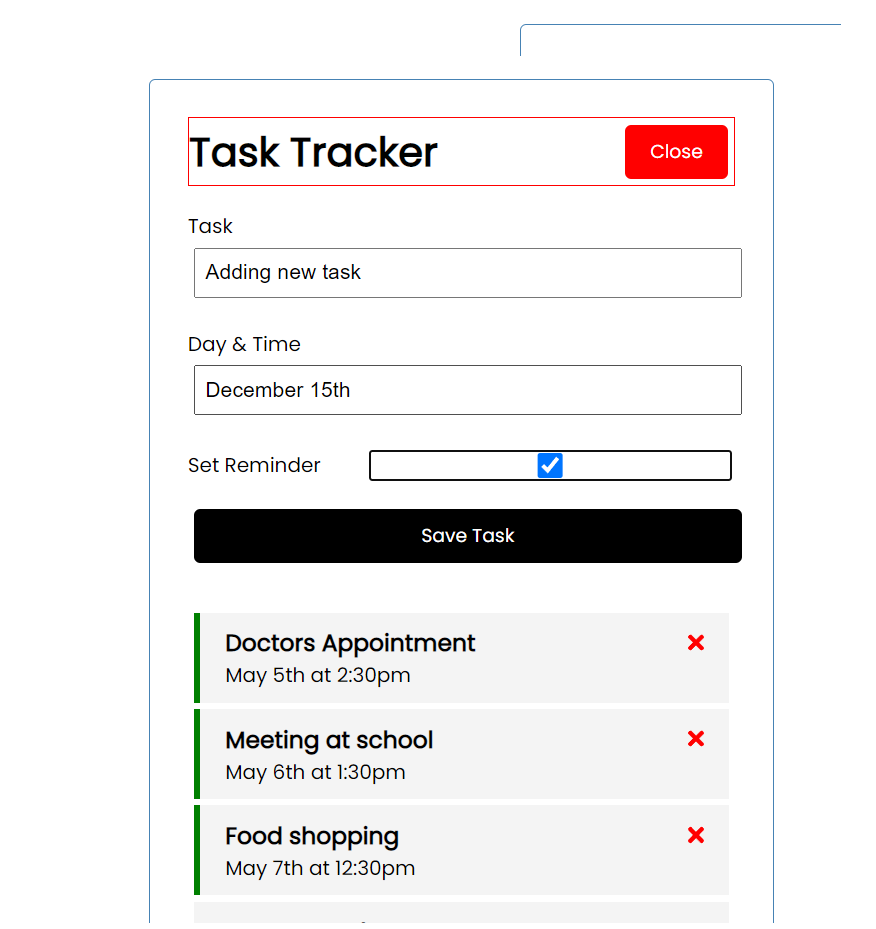 Task Tracker
Close
Task
Adding new task
Day & Time
December 15th
Set Reminder
Save Task
Doctors Appointment
May 5th at 2:30pm
Meeting at school
May 6th at 1:30pm
Food shopping
May 7th at 12:30pm